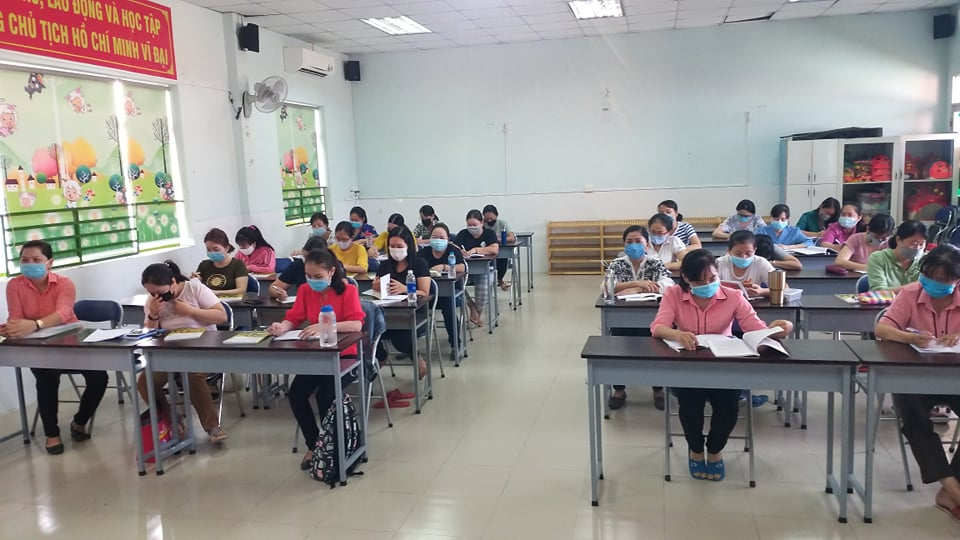 , LAO ĐỘNG VÀ HỌC TẬP
G CHỦ TỊCH HỒ CHÍ MINH VĨ ĐẠI